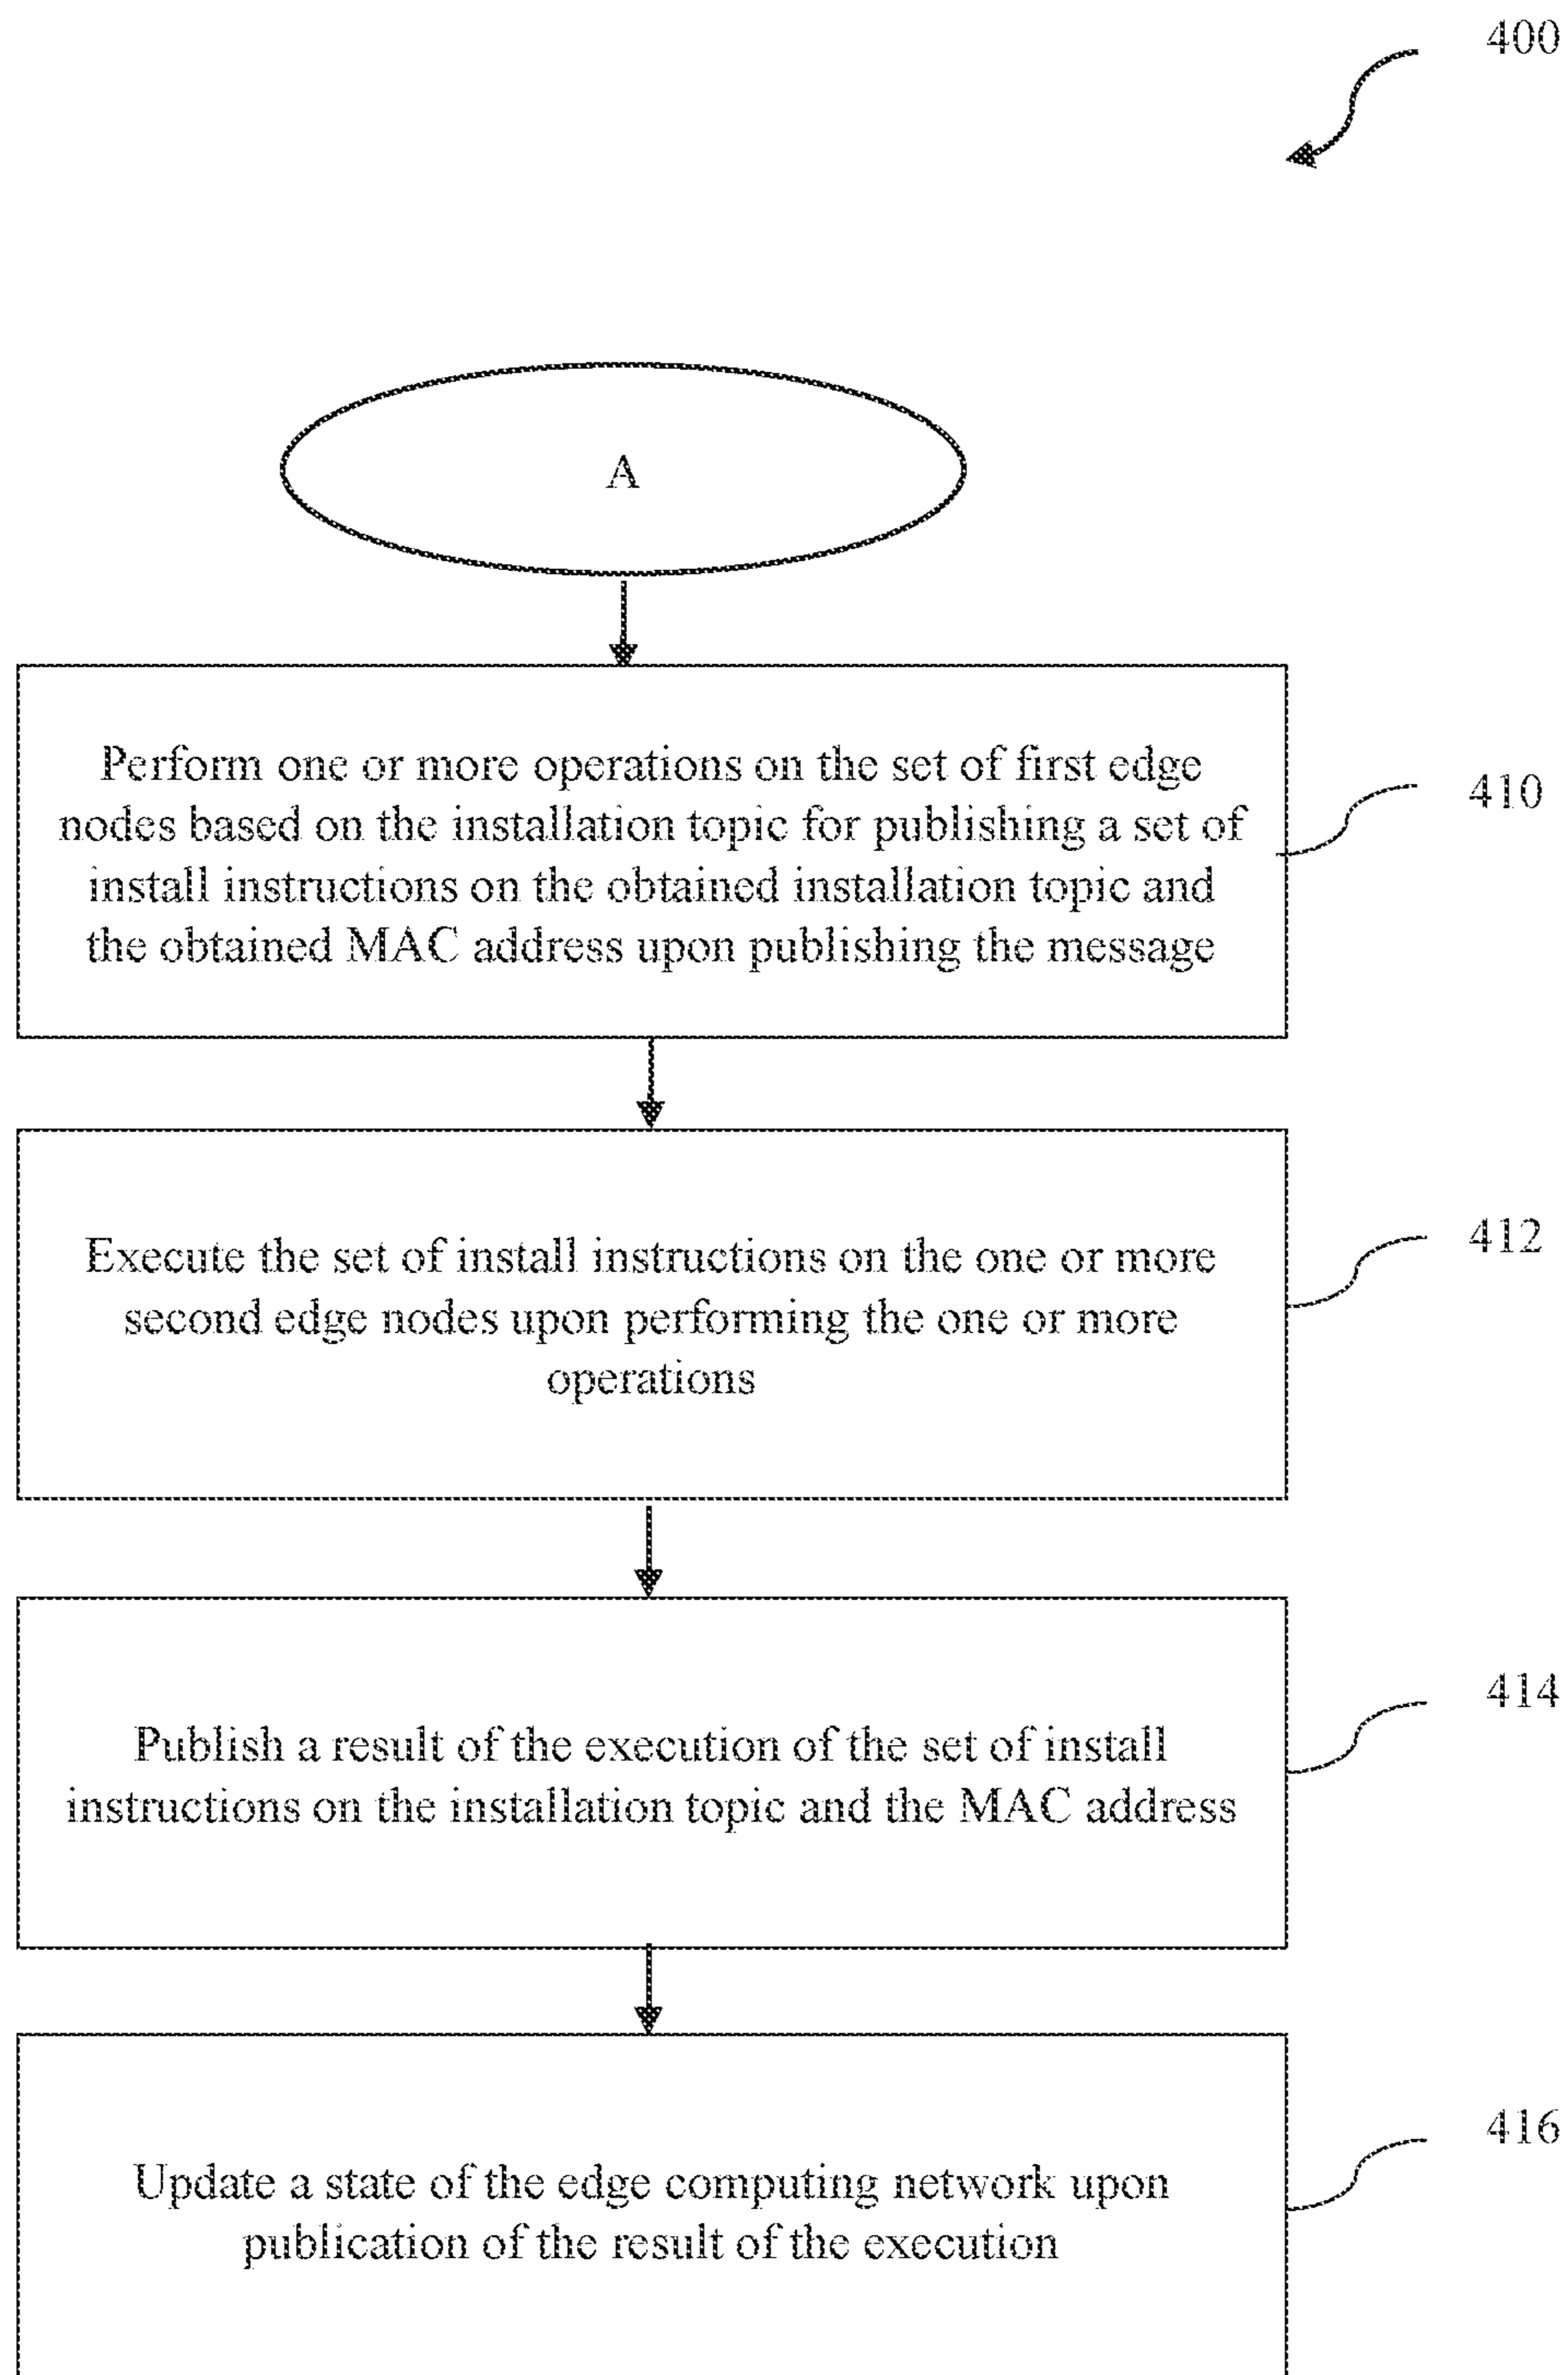 400
A
Perform one or more operations on the set of first edge
nodes based on the installation topic for publishing a set of
install instructions on the obtained installation topic and
the obtained MAC address upon publishing the message
410
Execute the set of install instructions on the one or more
second edge nodes upon performing the one or more
operations
412
Publish a result of the execution of the set of install
instructions on the installation topic and the MAC address
414
Update a state of the edge computing network upon
publication of the result of the execution
416